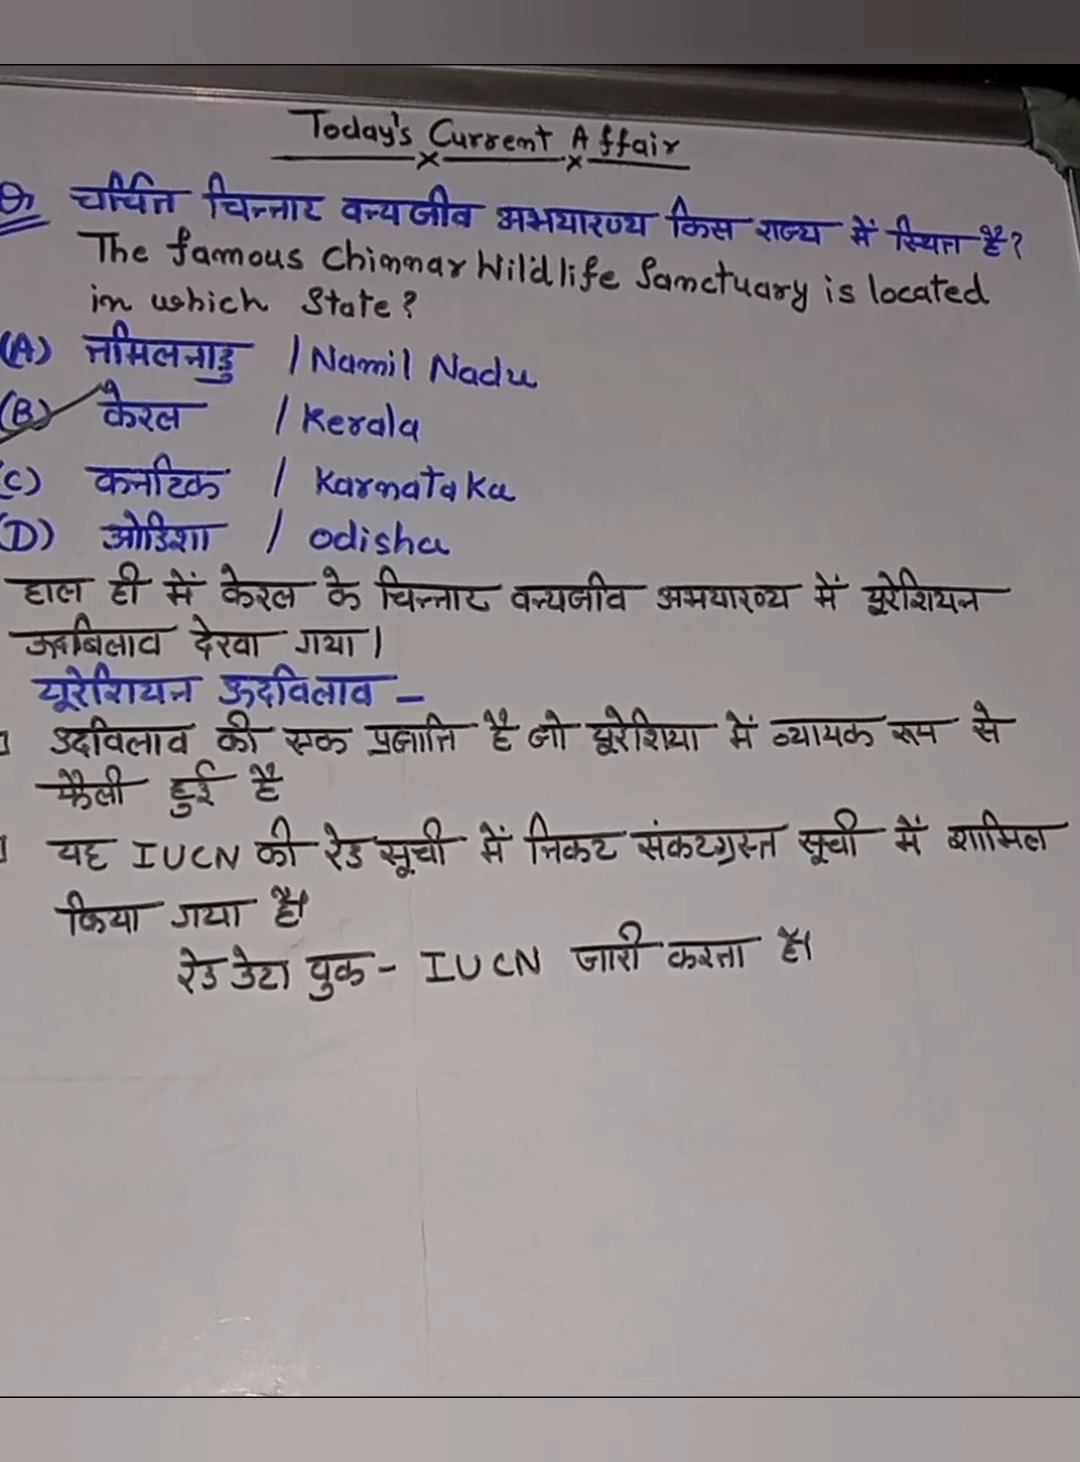 Today's Current Affair
चर्चित चिन्नार वन्यजीव अभयारण्य किस राज्य में स्थित है?
The famous Chinnar Wildlife Sanctuary is located
in which State?
(A) तमिलनाडु / Namil Nadu
(B) केरल / Kerala
(C) कर्नाटक / Karnataka
(D) ओडिशा / odisha
हाल ही में केरल के चिन्नार वन्यजीव अभयारण्य में यूरेशियन
ऊदबिलाव देखा गया।
यूरेशियन ऊदविलाव -
उदविलाव की एक प्रजाति है जो यूरेशिया में व्यापक रूप से
फैली हुई है
यह IUCN की रेड सूची में निकट संकटग्रस्त सूची में शामिल
किया गया है।
रेड डेटा बुक - IUCN जारी करता है।